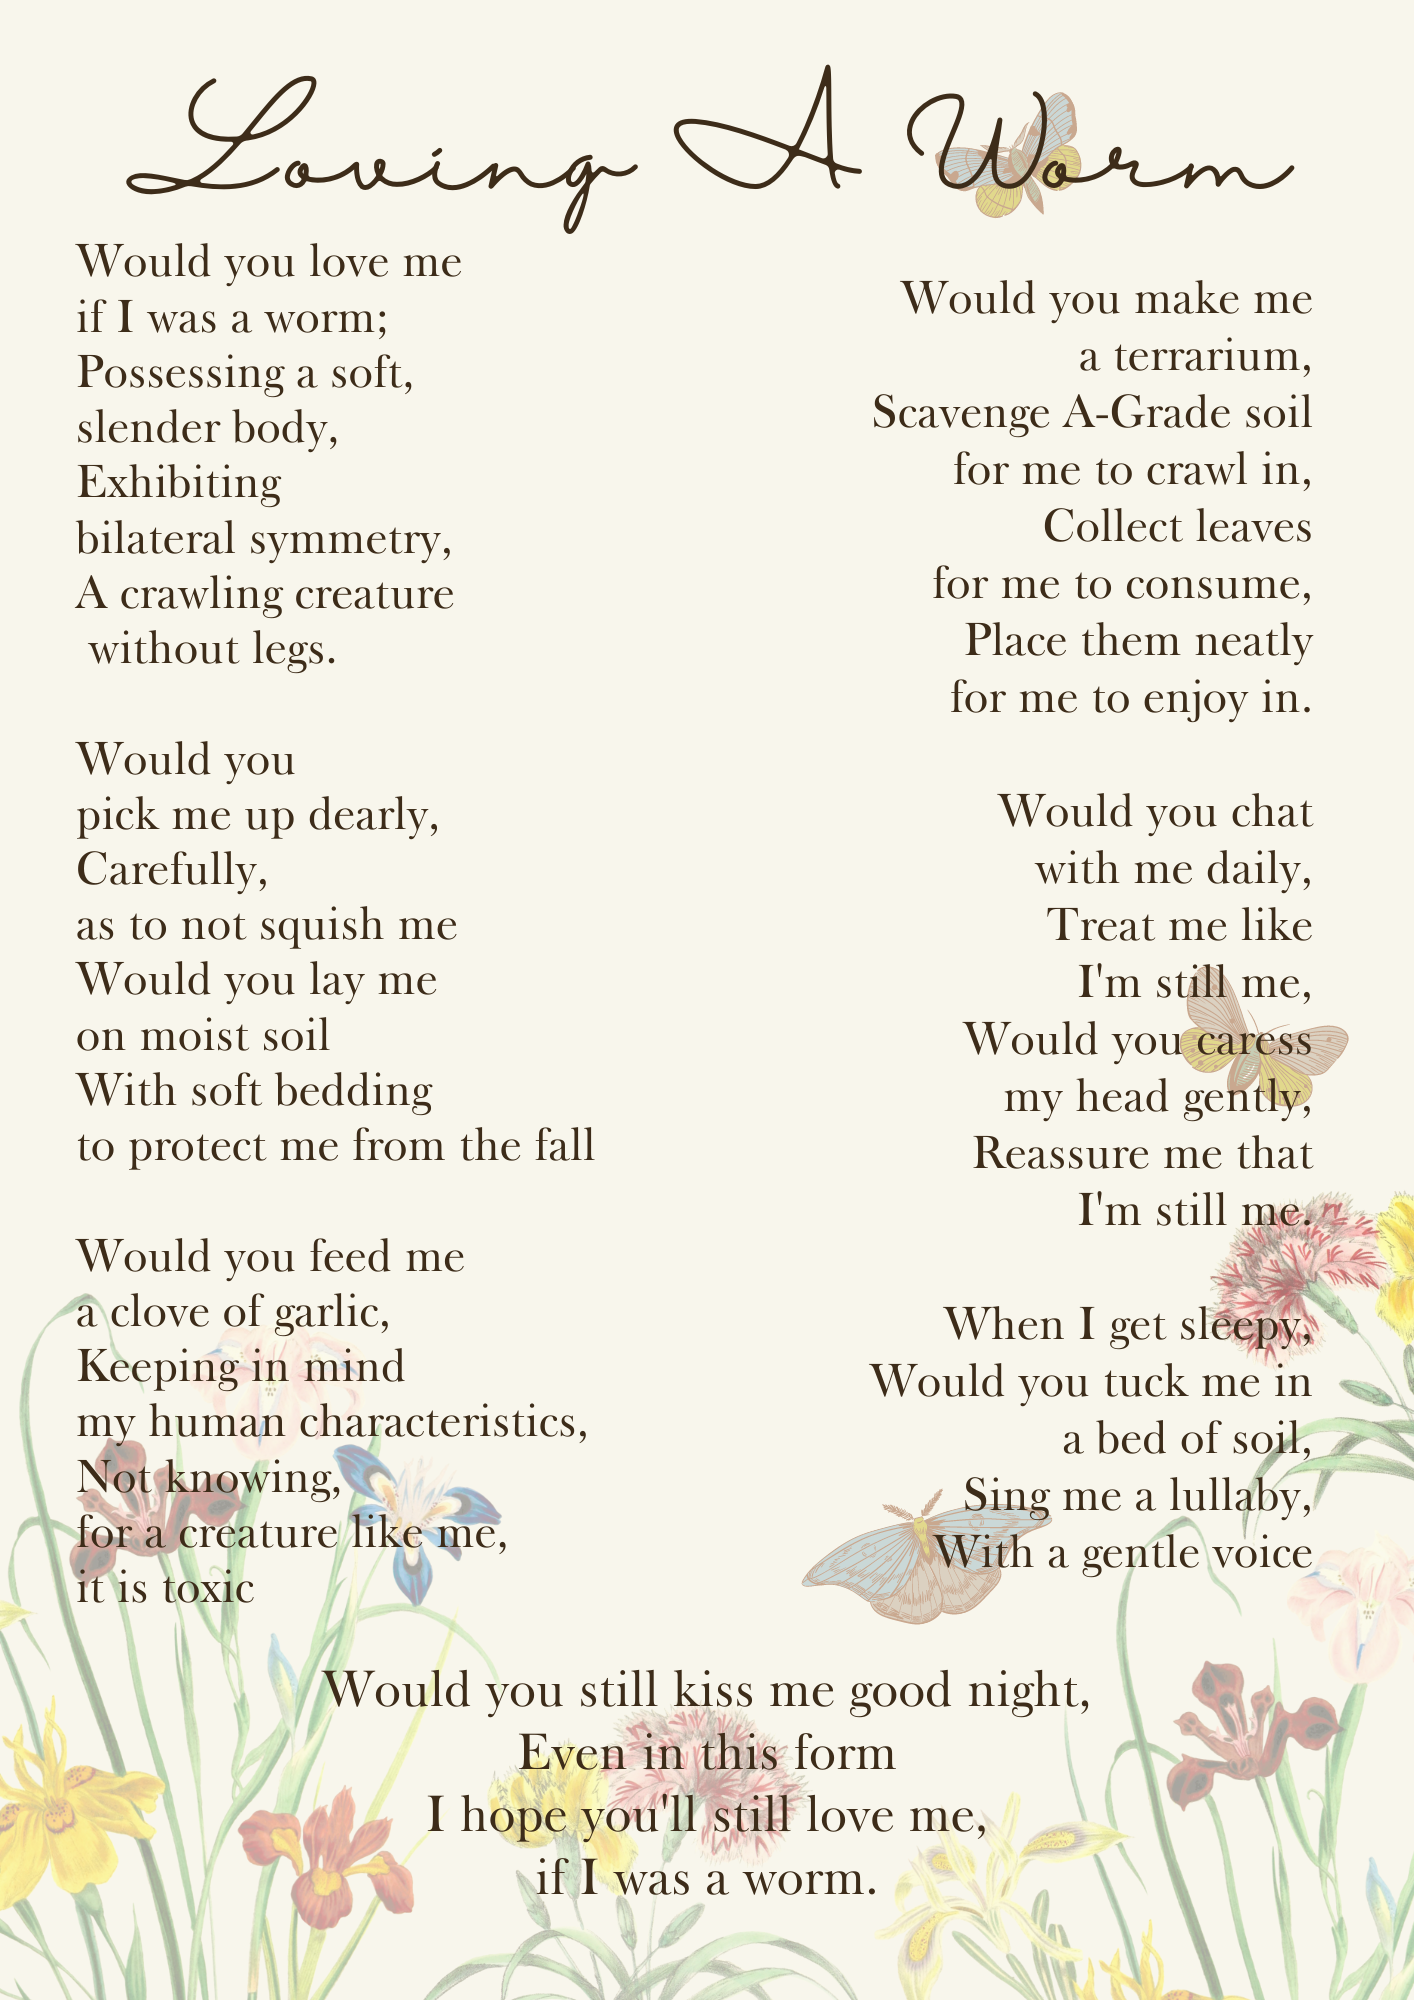 Loving A Worm
Would you love me
if I was a worm;
Possessing a soft,
slender body,
Exhibiting
bilateral symmetry,
A crawling creature
without legs.
Would you
pick me up dearly,
Carefully,
as to not squish me
Would you lay me
on moist soil
With soft bedding
to protect me from the fall
Would you feed me
a clove of garlic,
Keeping in mind
my human characteristics,
Not knowing,
for a creature like me,
it is toxic
Would you make me
a terrarium,
Scavenge A-Grade soil
for me to crawl in,
Collect leaves
for me to consume,
Place them neatly
for me to enjoy in.
Would you chat
with me daily,
Treat me like
I'm still me,
Would you caress
my head gently,
Reassure me that
I'm still me.
When I get sleepy,
Would you tuck me in
a bed of soil,
Sing me a lullaby,
With a gentle voice
Would you still kiss me good night,
Even in this form
I hope you'll still love me,
if I was a worm.